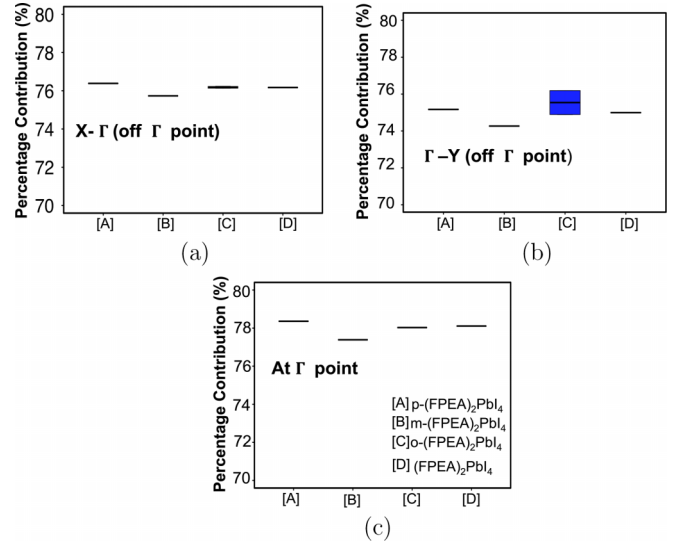 Percentage Contribution (%)
80
78
76
74
72
70
X- Γ (off Γ point)
[A] [B] [C] [D]
(a)
Percentage Contribution (%)
80
78
76
74
72
70
Γ –Y (off Γ point)
[A] [B] [C] [D]
(b)
Percentage Contribution (%)
80
78
76
74
72
70
At Γ point
[A] p-(FPEA)₂PbI₄
[B] m-(FPEA)₂PbI₄
[C] o-(FPEA)₂PbI₄
[D] (FPEA)₂PbI₄
[A] [B] [C] [D]
(c)